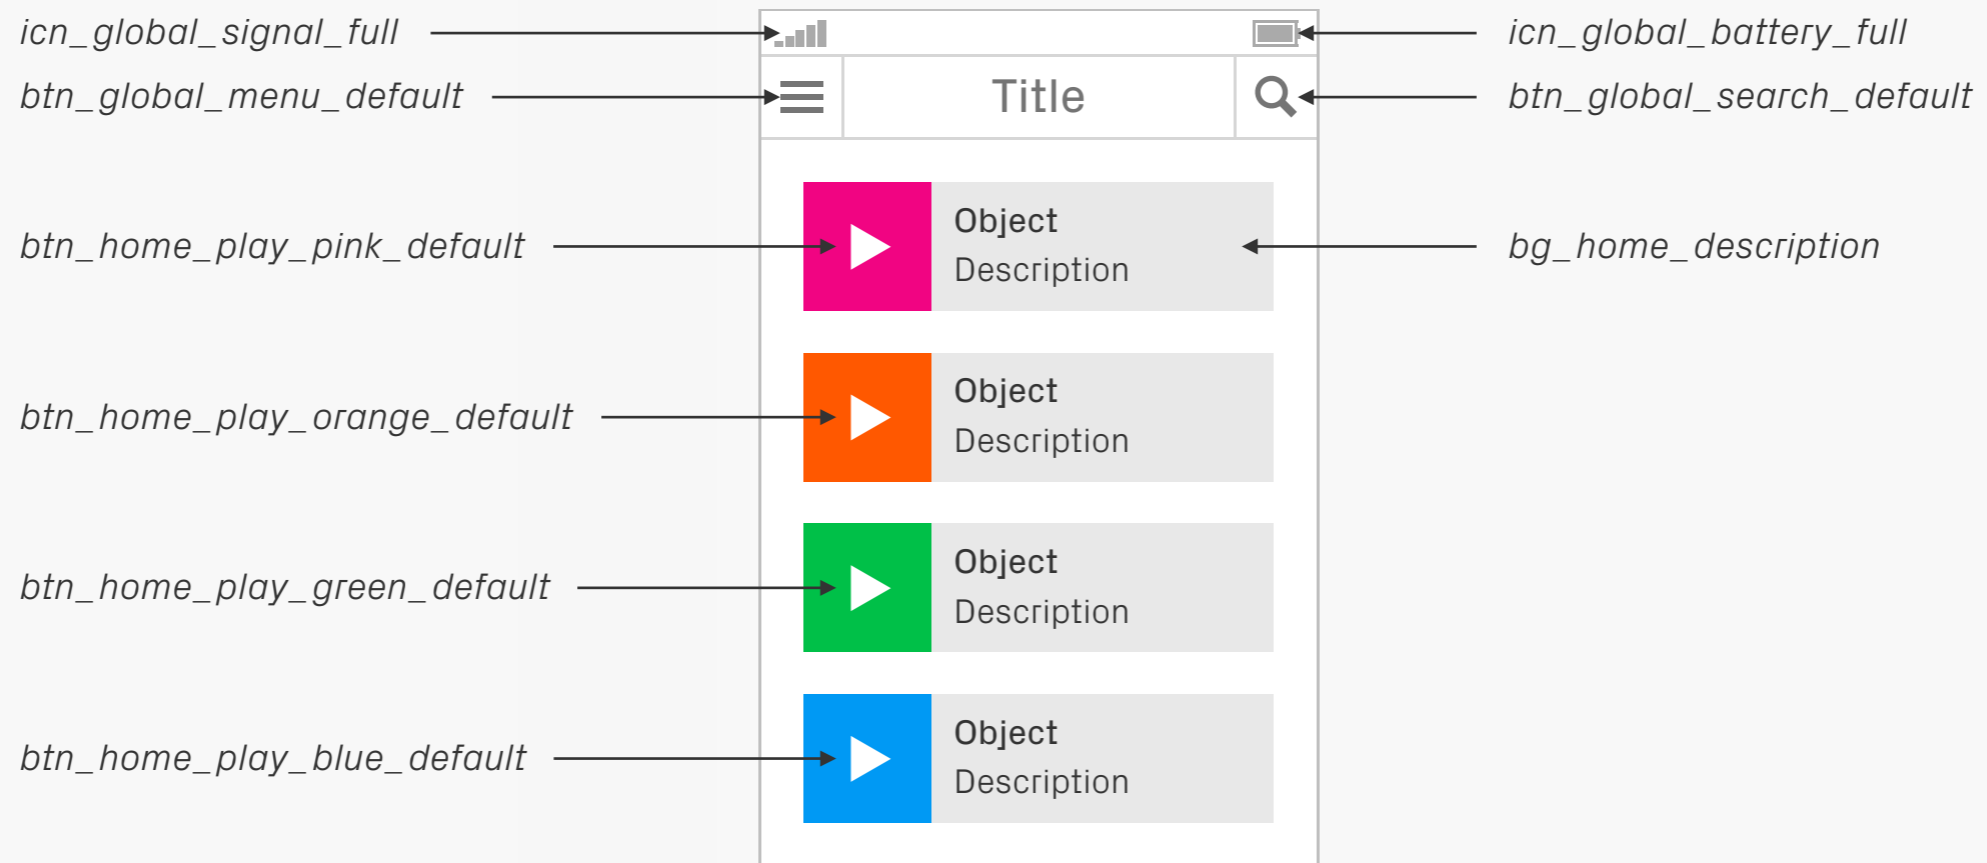 icn_global_signal_full
icn_global_battery_full
btn_global_menu_default
Title
btn_global_search_default
btn_home_play_pink_default
Object
Description
bg_home_description
btn_home_play_orange_default
Object
Description
btn_home_play_green_default
Object
Description
btn_home_play_blue_default
Object
Description